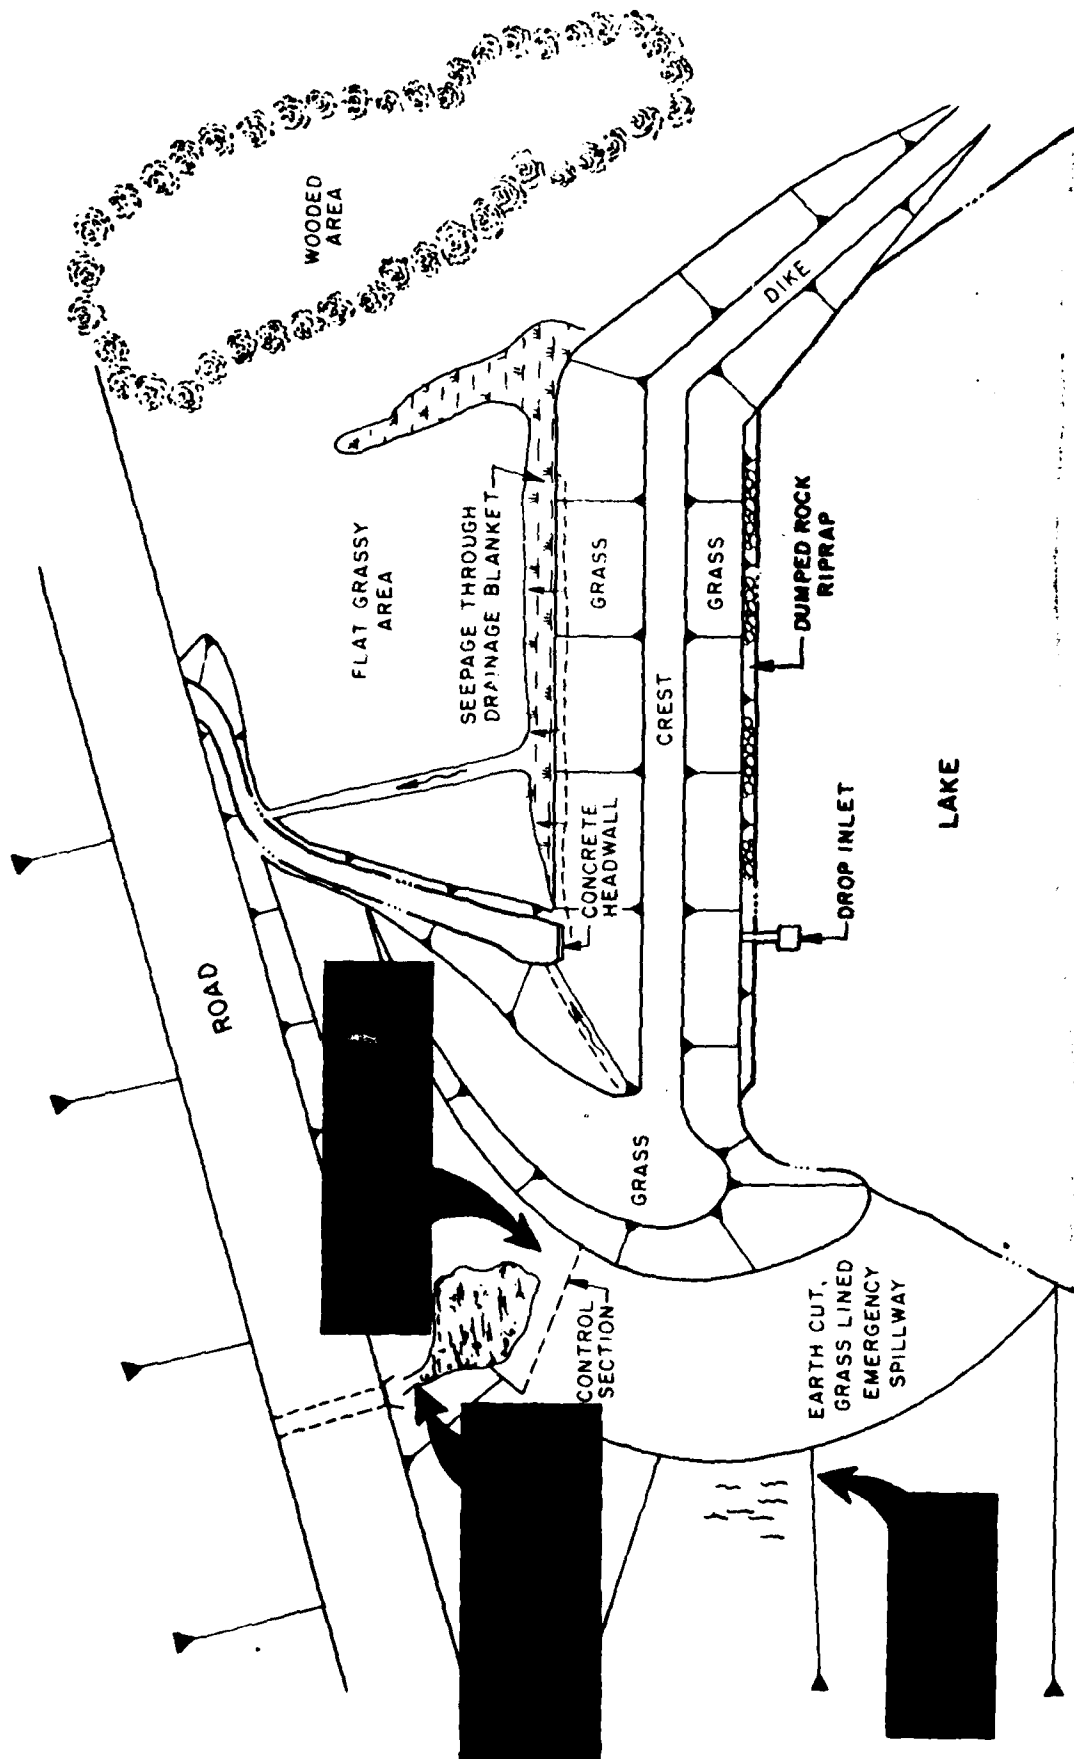 WOODED
AREA
DIKE
FLAT GRASSY
AREA
SEEPAGE THROUGH
DRAINAGE BLANKET
GRASS
GRASS
DUMPED ROCK
RIPRAP
CREST
CONCRETE
HEADWALL
DROP INLET
LAKE
ROAD
GRASS
CONTROL
SECTION
EARTH CUT,
GRASS LINED
EMERGENCY
SPILLWAY